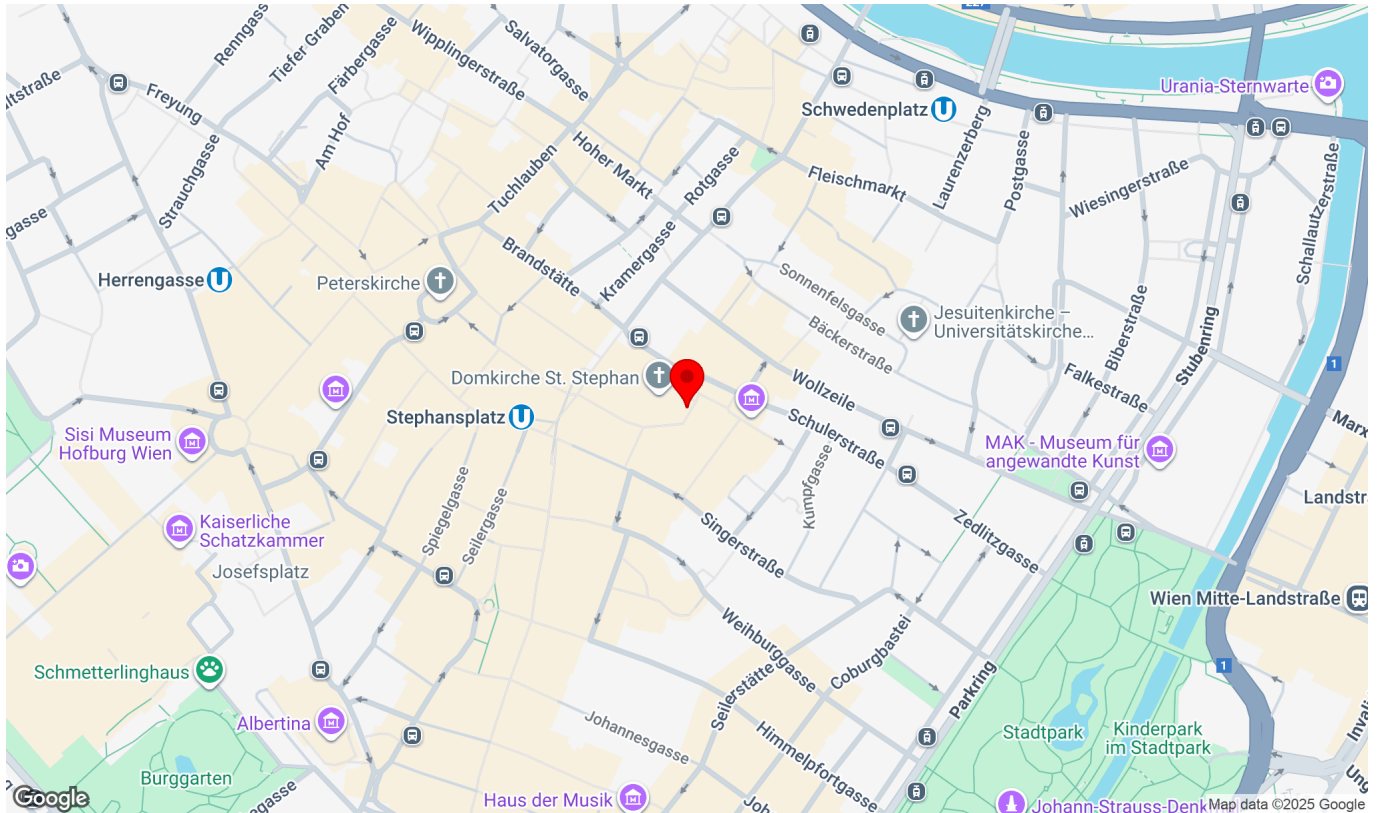 227
Renngasse
Tiefer Graben
Färbergasse
Wipplingerstraße
Salvatorgasse
Freyung
Am Hof
Strauchgasse
Tuchlauben
Hoher Markt
Rotgasse
Schwedenplatz
Urania-Sternwarte
Laurenzerberg
Postgasse
Fleischmarkt
Wiesingerstraße
Schallautzerstraße
Brandstätte
Kramergasse
Herrengasse
Peterskirche
Sonnenfelsgasse
Bäckerstraße
Jesuitenkirche –
Universitätskirche...
Biberstraße
Stubenring
Falkestraße
1
Domkirche St. Stephan
Wollzeile
Stephansplatz
Schulerstraße
Sisi Museum
Hofburg Wien
MAK - Museum für
angewandte Kunst
Kumpfgasse
Spiegelgasse
Seilergasse
Kaiserliche
Schatzkammer
Josefsplatz
Singerstraße
Zedlitzgasse
Wien Mitte-Landstraße
Weihburggasse
Coburgbastei
Seilerstätte
Parkring
1
Schmetterlinghaus
Albertina
Johannesgasse
Himmelpfortgasse
Stadtpark
Kinderpark
im Stadtpark
Burggarten
Haus der Musik
Google
Map data ©2025 Google